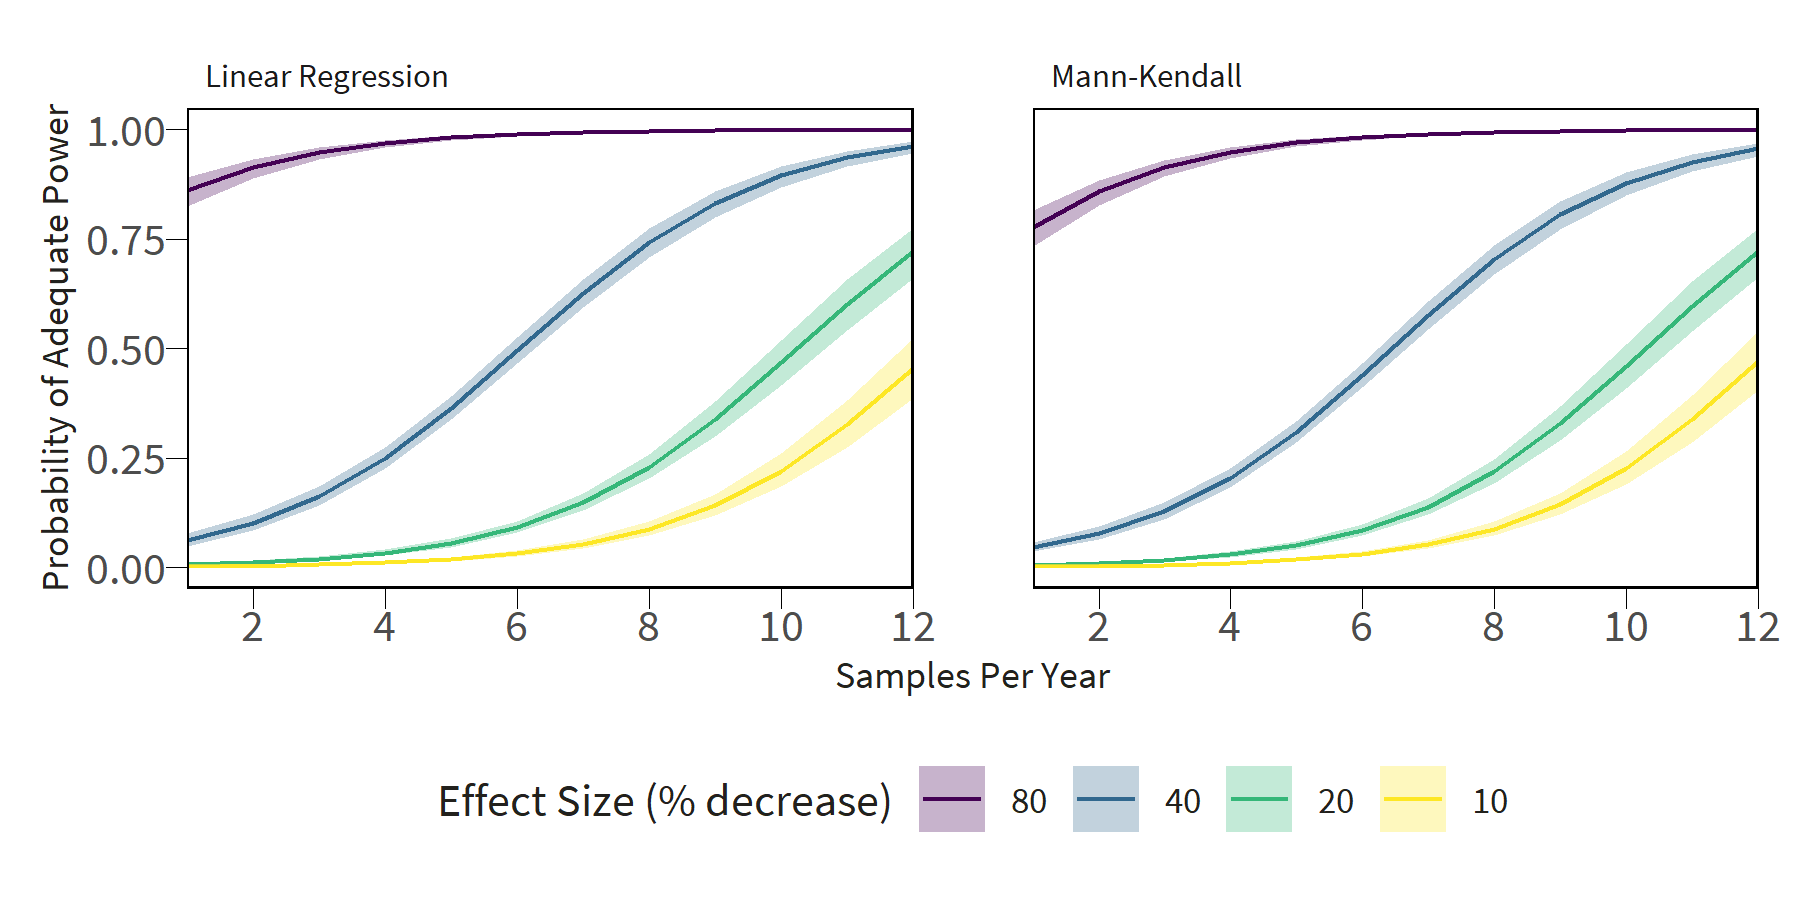 Linear Regression
Mann-Kendall
Probability of Adequate Power
1.00
0.75
0.50
0.25
0.00
2 4 6 8 10 12
2 4 6 8 10 12
Samples Per Year
Effect Size (% decrease) 80 40 20 10